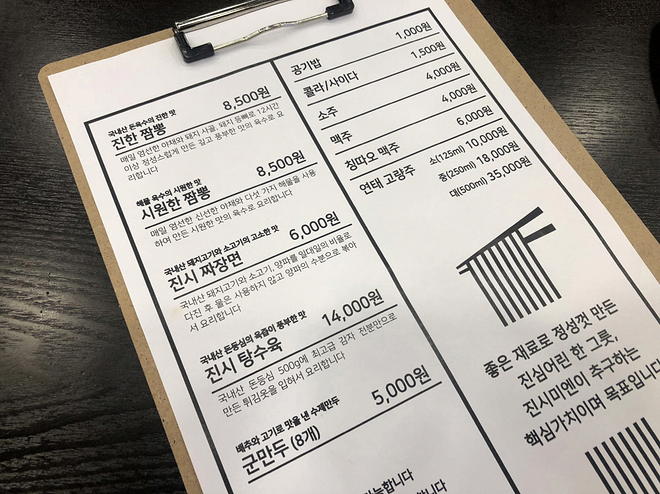 국내산 돈육수의 진한 맛
진한 짬뽕 8,500원
매일 엄선한 야채와 돼지 사골, 돼지 등뼈로 12시간
이상 정성스럽게 만든 깊고 풍부한 맛의 육수로 요
리합니다
해물 육수의 시원한 맛
시원한 짬뽕 8,500원
매일 엄선한 신선한 야채와 다섯 가지 해물을 사용
하여 만든 시원한 맛의 육수로 요리합니다
국내산 돼지고기와 소고기의 고소한 맛
진시 짜장면 6,000원
국내산 돼지고기와 소고기, 양파를 일대일의 비율로
다진 후 물은 사용하지 않고 양파의 수분으로 볶아
서 요리합니다
국내산 돈등심의 육즙이 풍부한 맛
진시 탕수육 14,000원
국내산 돈등심 500g에 최고급 감자 전분만으로
만든 튀김옷을 입혀서 요리합니다
배추와 고기로 맛을 낸 수제만두
군만두 (8개) 5,000원
가능합니다
공기밥 1,000원
콜라/사이다 1,500원
소주 4,000원
맥주 4,000원
칭따오 맥주 6,000원
연태 고량주 소(125ml) 10,000원
중(250ml) 18,000원
대(500ml) 35,000원
좋은 재료로 정성껏 만든
진심어린 한 그릇,
진시미엔이 추구하는
핵심가치이며 목표입니다